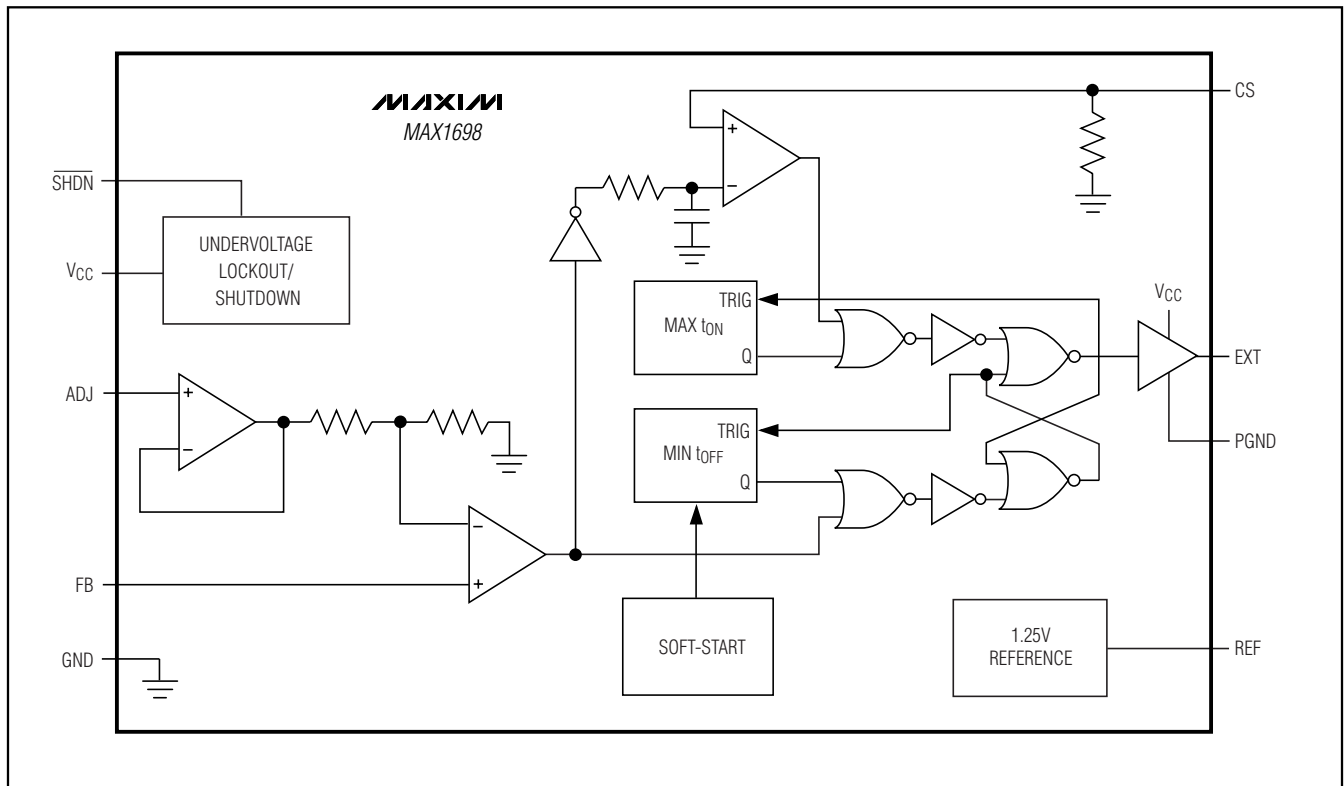 MAXIM
MAX1698
CS
+
−
SHDN
UNDERVOLTAGE
LOCKOUT/
SHUTDOWN
VCC
TRIG
MAX tON
Q
VCC
EXT
ADJ
+
−
TRIG
MIN tOFF
Q
PGND
−
+
FB
SOFT-START
1.25V
REFERENCE
REF
GND